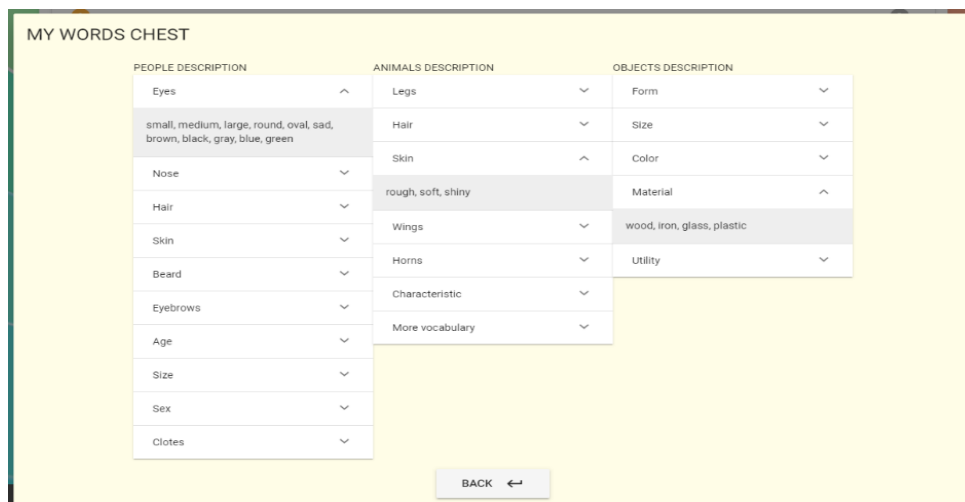 MY WORDS CHEST
PEOPLE DESCRIPTION
Eyes
small, medium, large, round, oval, sad,
brown, black, gray, blue, green
Nose
Hair
Skin
Beard
Eyebrows
Age
Size
Sex
Clotes
ANIMALS DESCRIPTION
Legs
Hair
Skin
rough, soft, shiny
Wings
Horns
Characteristic
More vocabulary
OBJECTS DESCRIPTION
Form
Size
Color
Material
wood, iron, glass, plastic
Utility
BACK